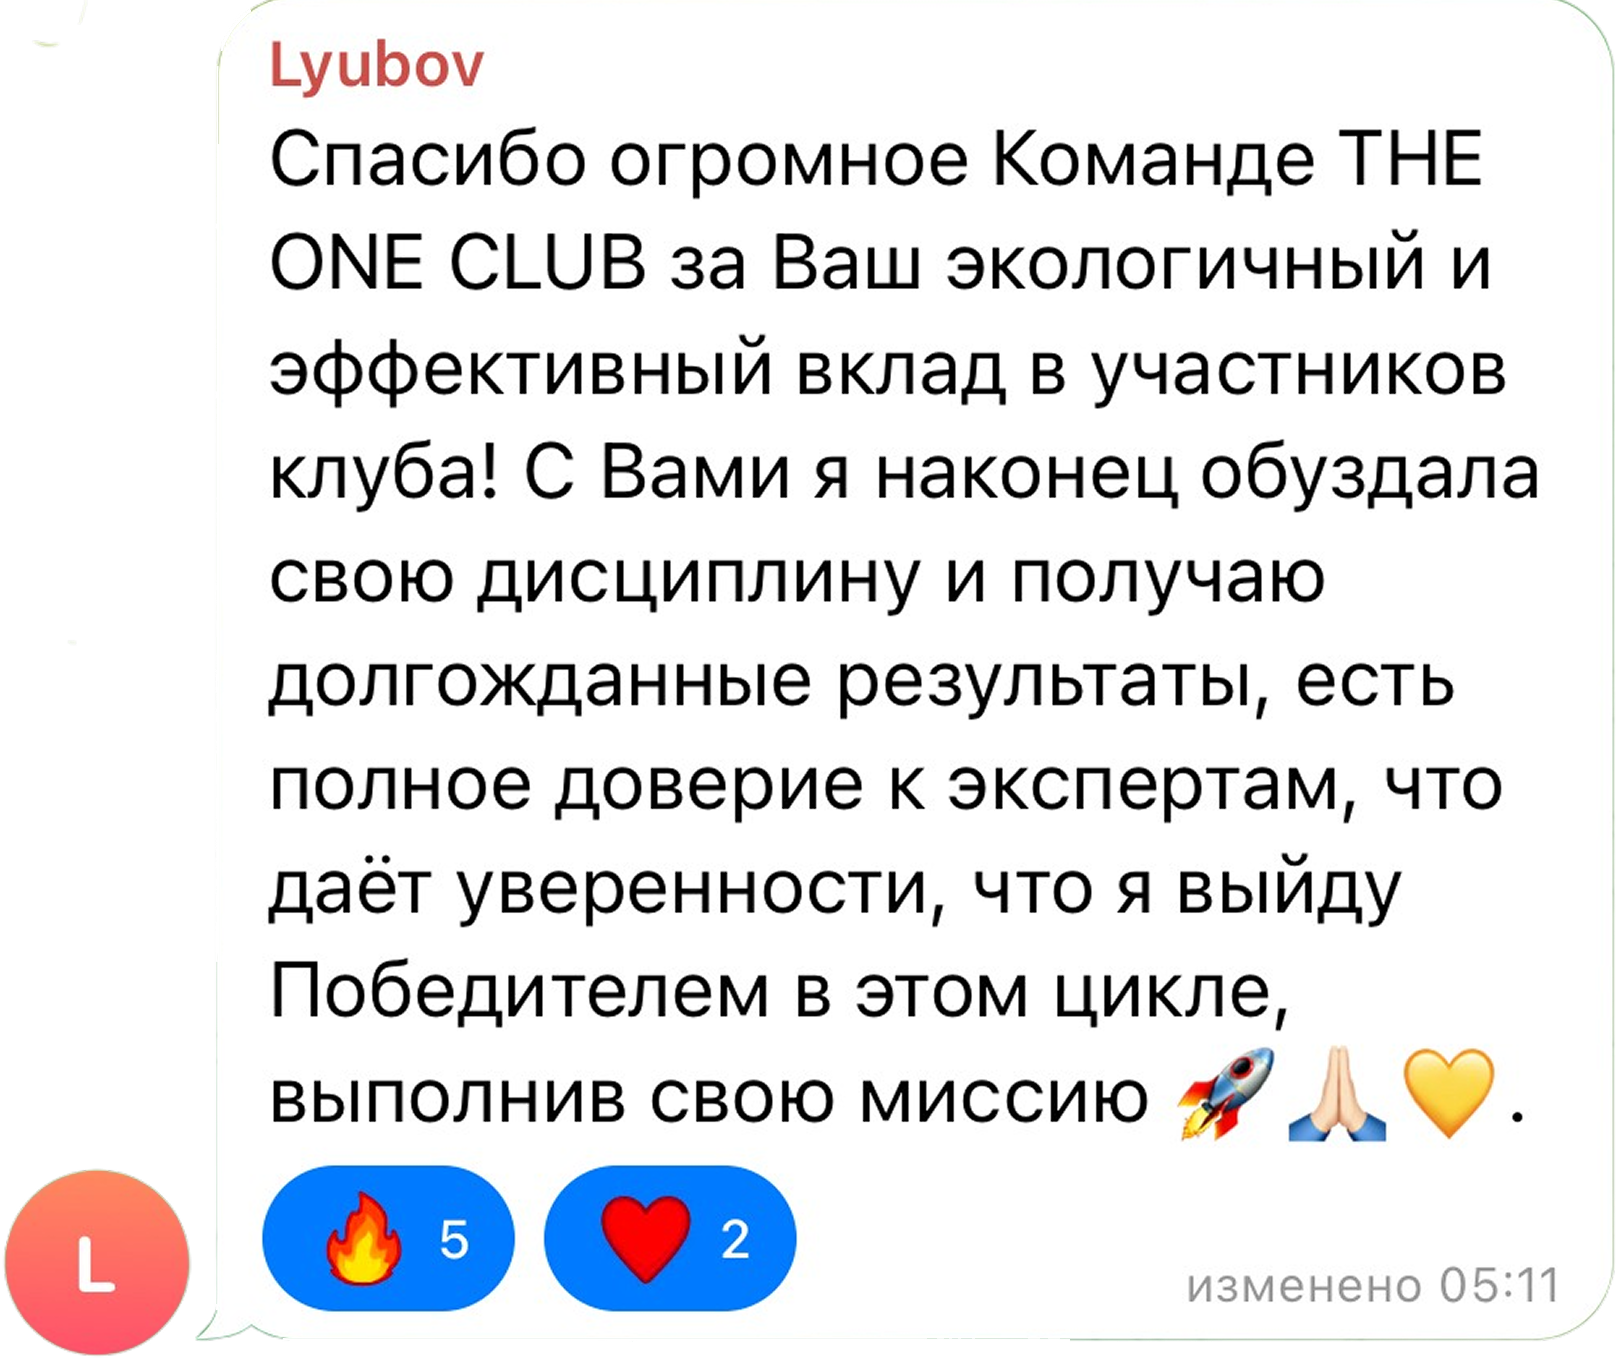 Lyubov
Спасибо огромное Команде THE
ONE CLUB за Ваш экологичный и
эффективный вклад в участников
клуба! С Вами я наконец обуздала
свою дисциплину и получаю
долгожданные результаты, есть
полное доверие к экспертам, что
даёт уверенности, что я выйду
Победителем в этом цикле,
выполнив свою миссию 🚀🙏🏻💛.
🔥 5 ❤️ 2
изменено 05:11
L